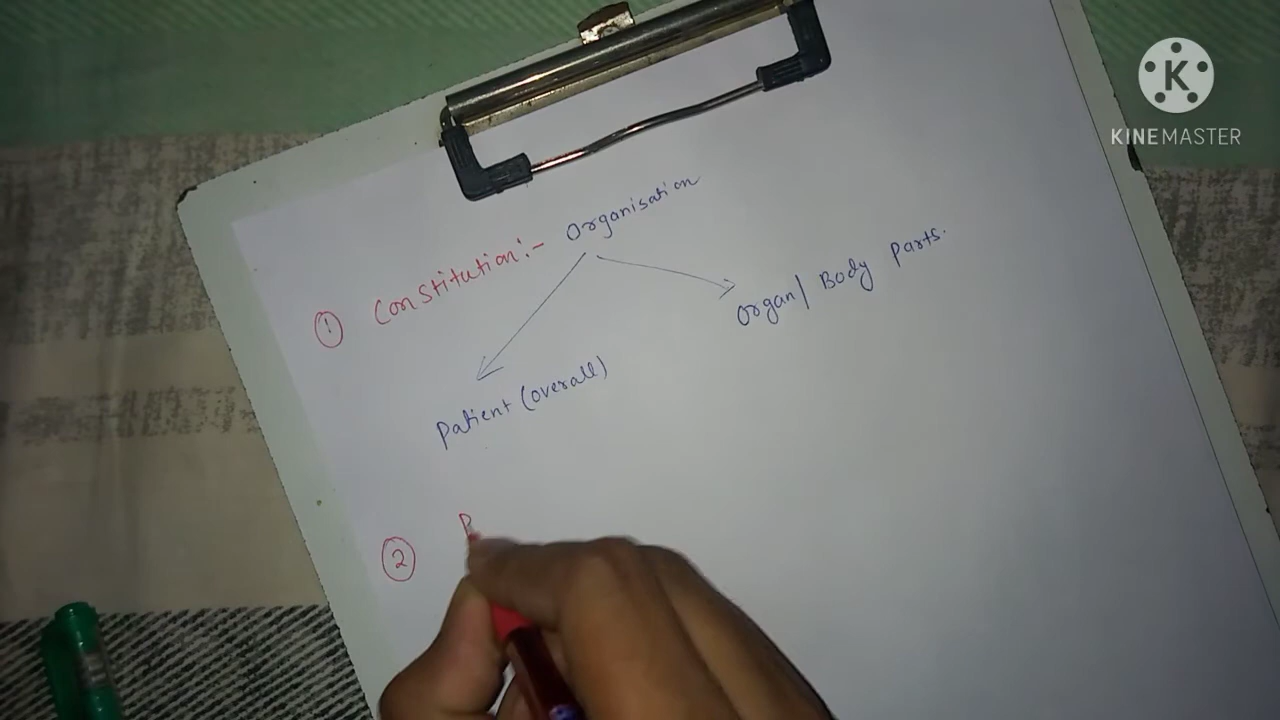 K
KINEMASTER
① Constitution:- Organisation
Organ/ Body Parts.
Patient (overall)
②